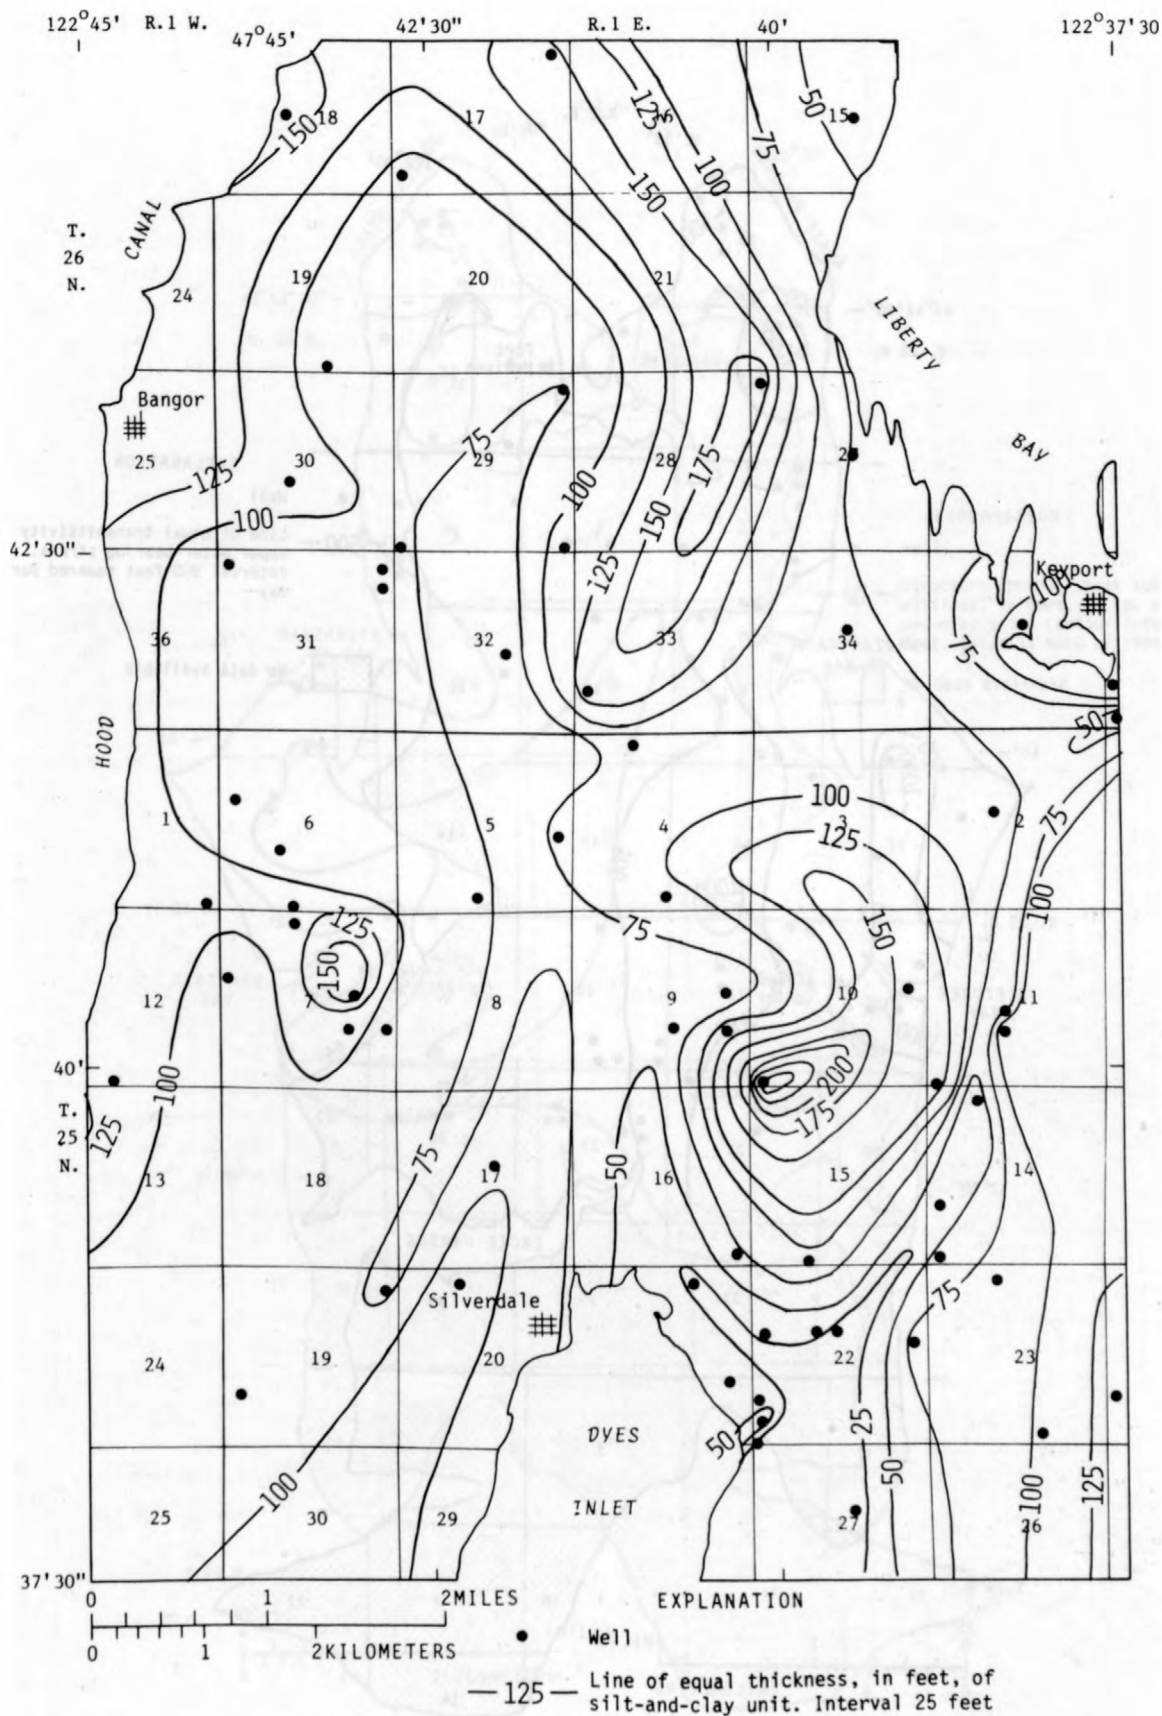 122°45' R.1 W. 47°45' 42'30" R.1 E. 40' 122°37'30
18 17 16 15
150 125 50 75 100 150
T. 26 N.
CANAL
24 19 20 21
LIBERTY
BAY
Bangor
25 30 29 28
125 100 75 100 175 150 125
42'30"
Keyport
100
36 31 32 33 34
75
50
HOOD
1 6 5 4 3 2
100
125
75
100
150
125
150
75
12 7 8 9 10 11
200
175
40'
T. 25 N.
100
125
75
50
13 18 17 16 15 14
Silverdale
75
24 19 20 22 23
DYES
INLET
50
25
50
100
125
100
25 30 29 27 26
37'30"
0 1 2MILES
0 1 2KILOMETERS
EXPLANATION
Well
125 Line of equal thickness, in feet, of
silt-and-clay unit. Interval 25 feet